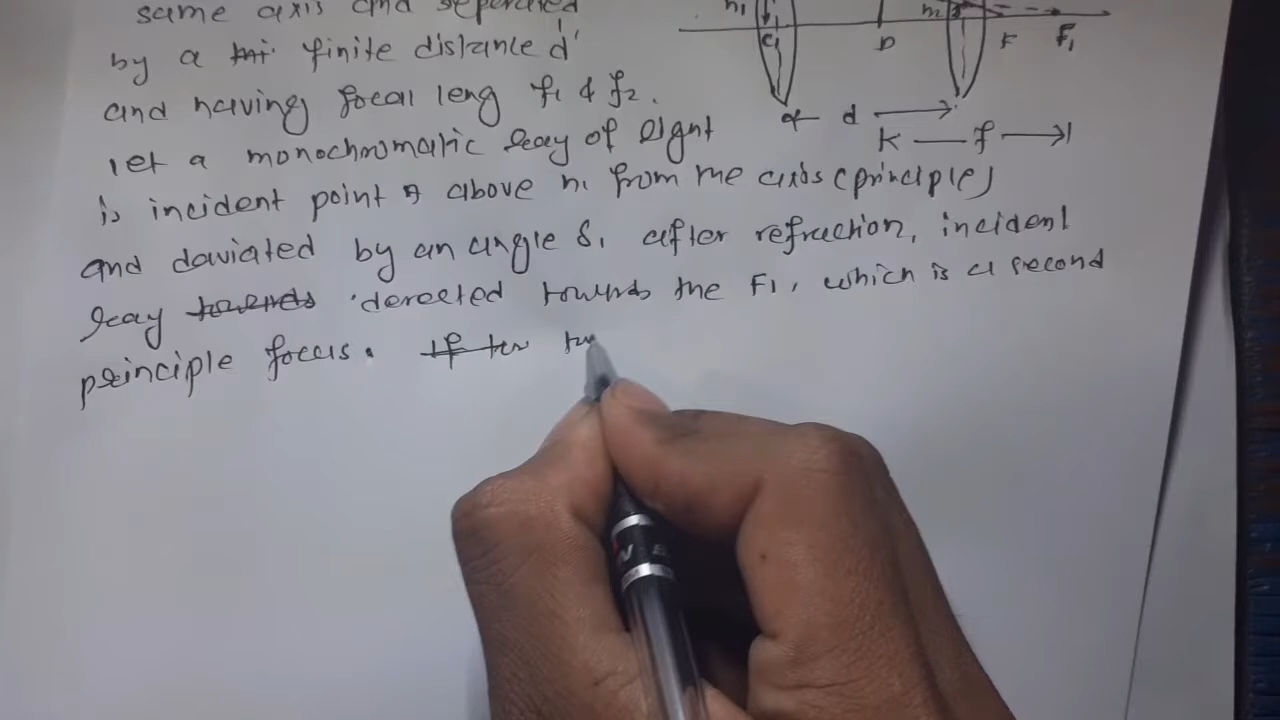 same axis and separated
by a finite distance d'
and having focal leng f1 & f2.
let a monochromatic ray of light
is incident point A above h1 from the axis (principle)
and daviated by an angle δ1 after refraction, incident
ray towards derected towards the F1, which is a second
principle focus.
h1
C1
D
h2
F
F1
d
f